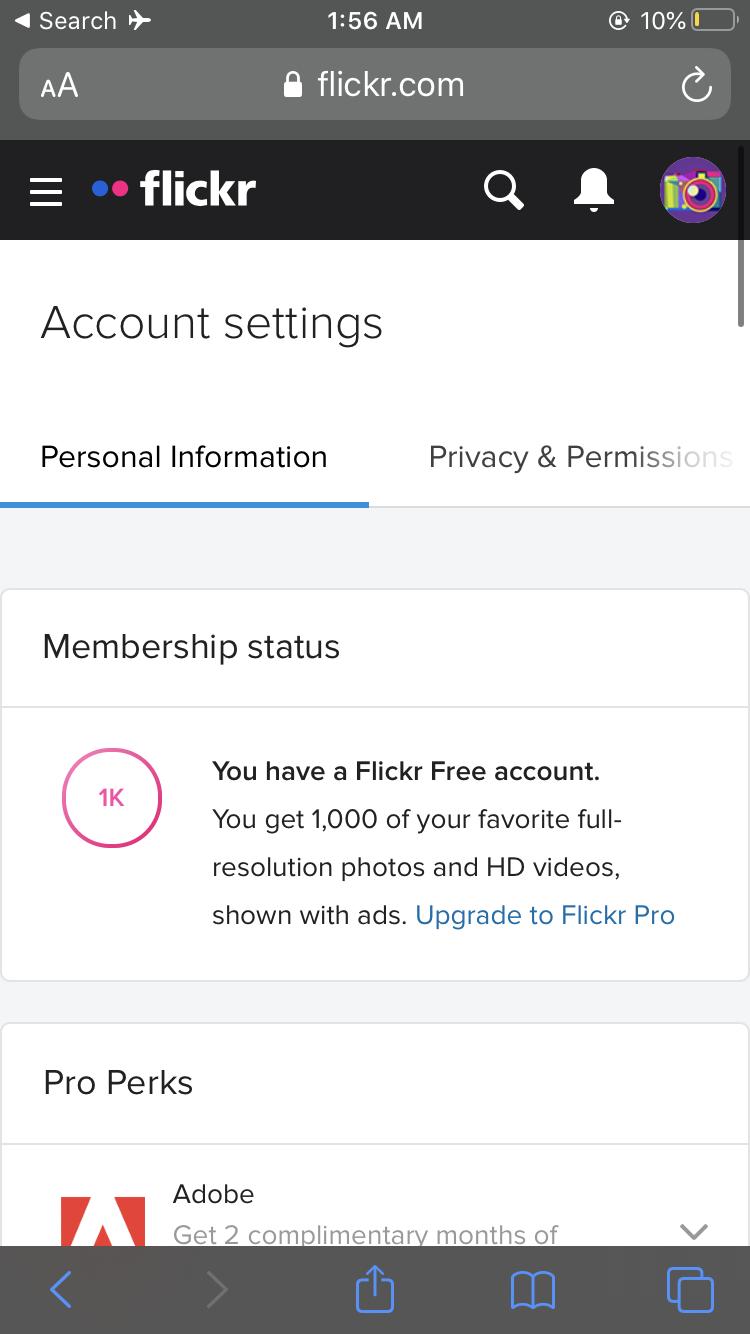 Search
1:56 AM
10%
AA
flickr.com
flickr
Account settings
Personal Information
Privacy & Permissions
Membership status
1K
You have a Flickr Free account.
You get 1,000 of your favorite full-
resolution photos and HD videos,
shown with ads. Upgrade to Flickr Pro
Pro Perks
Adobe
Get 2 complimentary months of